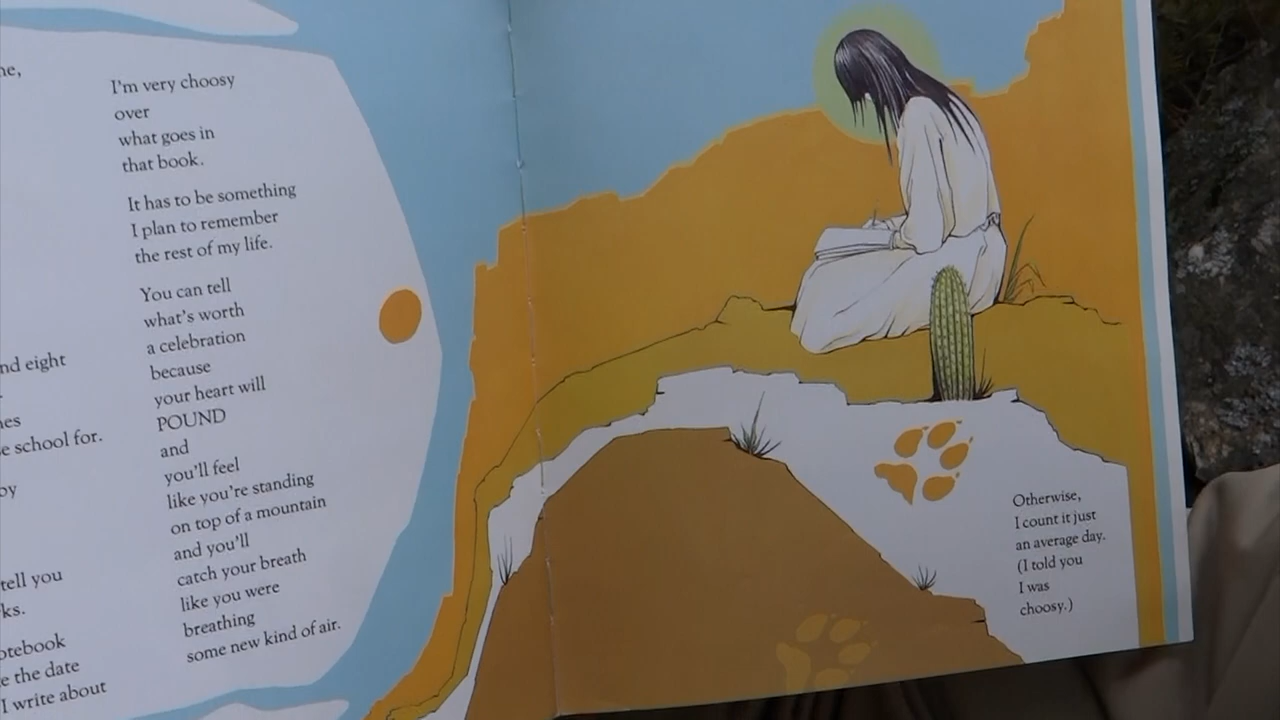 ne,
nd eight
nes
e school for.
oy
tell you
ks.
otebook
e the date
I write about
I'm very choosy
over
what goes in
that book.
It has to be something
I plan to remember
the rest of my life.
You can tell
what's worth
a celebration
because
your heart will
POUND
and
you'll feel
like you're standing
on top of a mountain
and you'll
catch your breath
like you were
breathing
some new kind of air.
Otherwise,
I count it just
an average day.
(I told you
I was
choosy.)